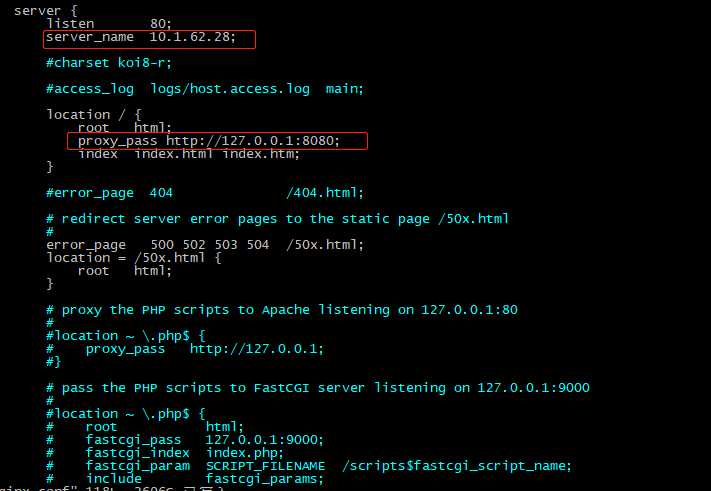 server {
    listen       80;
    server_name  10.1.62.28;
    #charset koi8-r;
    #access_log  logs/host.access.log  main;
    location / {
        root   html;
        proxy_pass http://127.0.0.1:8080;
        index  index.html index.htm;
    }
    #error_page  404              /404.html;
    # redirect server error pages to the static page /50x.html
    #
    error_page   500 502 503 504  /50x.html;
    location = /50x.html {
        root   html;
    }
    # proxy the PHP scripts to Apache listening on 127.0.0.1:80
    #
    #location ~ \.php$ {
    #    proxy_pass   http://127.0.0.1;
    #}
    # pass the PHP scripts to FastCGI server listening on 127.0.0.1:9000
    #
    #location ~ \.php$ {
    #    root           html;
    #    fastcgi_pass   127.0.0.1:9000;
    #    fastcgi_index  index.php;
    #    fastcgi_param  SCRIPT_FILENAME  /scripts$fastcgi_script_name;
    #    include        fastcgi_params;